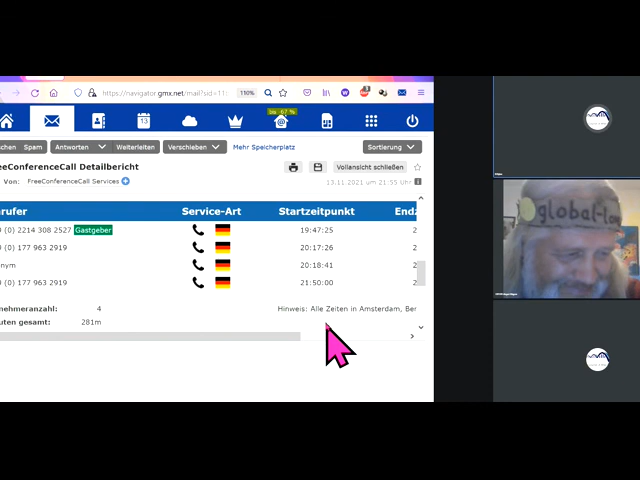 https://navigator.gmx.net/mail?sid=11
110%
bis -67 %
13
chen Spam Antworten Weiterleiten Verschieben Mehr Speicherplatz Sortierung
eeConferenceCall Detailbericht
Vollansicht schließen
Von: FreeConferenceCall Services
13.11.2021 um 21:59 Uhr
rufer Service-Art Startzeitpunkt Endz
(0) 2214 308 2527 Gastgeber 19:47:25 2
(0) 177 963 2919 20:17:26 2
nym 20:18:41 2
(0) 177 963 2919 21:50:00 2
nehmeranzahl: 4 Hinweis: Alle Zeiten in Amsterdam, Ber
uten gesamt: 281m
global-lo